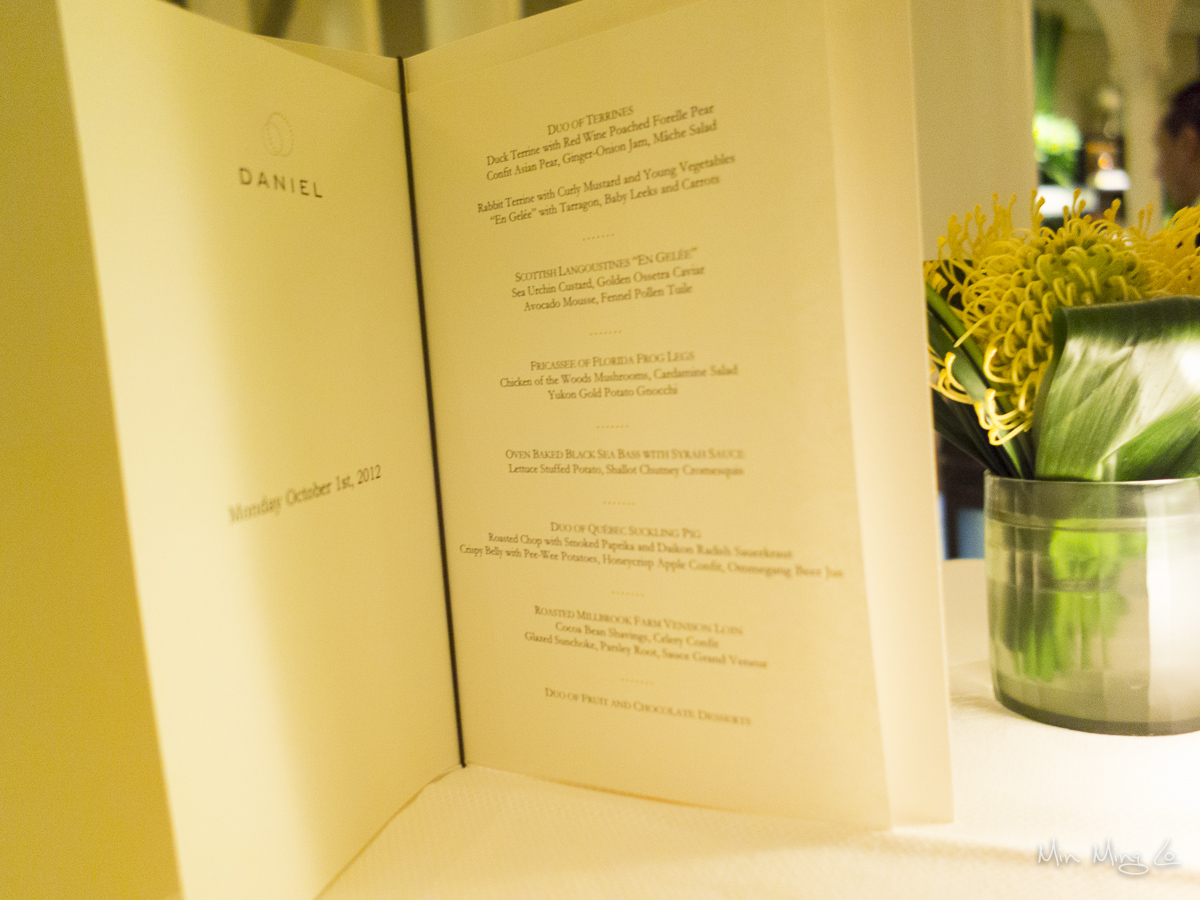 DANIEL
Monday October 1st, 2012
DUO OF TERRINES
Duck Terrine with Red Wine Poached Forelle Pear
Confit Asian Pear, Ginger-Onion Jam, Mâche Salad
Rabbit Terrine with Curly Mustard and Young Vegetables
"En Gelée" with Tarragon, Baby Leeks and Carrots
SCOTTISH LANGOUSTINES "EN GELÉE"
Sea Urchin Custard, Golden Ossetra Caviar
Avocado Mousse, Fennel Pollen Tuile
FRICASSEE OF FLORIDA FROG LEGS
Chicken of the Woods Mushrooms, Cardamine Salad
Yukon Gold Potato Gnocchi
OVEN BAKED BLACK SEA BASS WITH SYRAH SAUCE
Lettuce Stuffed Potato, Shallot Chutney Cromesquis
DUO OF QUÉBEC SUCKLING PIG
Roasted Chop with Smoked Paprika and Daikon Radish Sauerkraut
Crispy Belly with Pee-Wee Potatoes, Honeycrisp Apple Confit, Ommegang Beer Jus
ROASTED MILLBROOK FARM VENISON LOIN
Cocoa Bean Shavings, Celery Confit
Glazed Sunchoke, Parsley Root, Sauce Grand Veneur
DUO OF FRUIT AND CHOCOLATE DESSERTS
Min Ming Lo